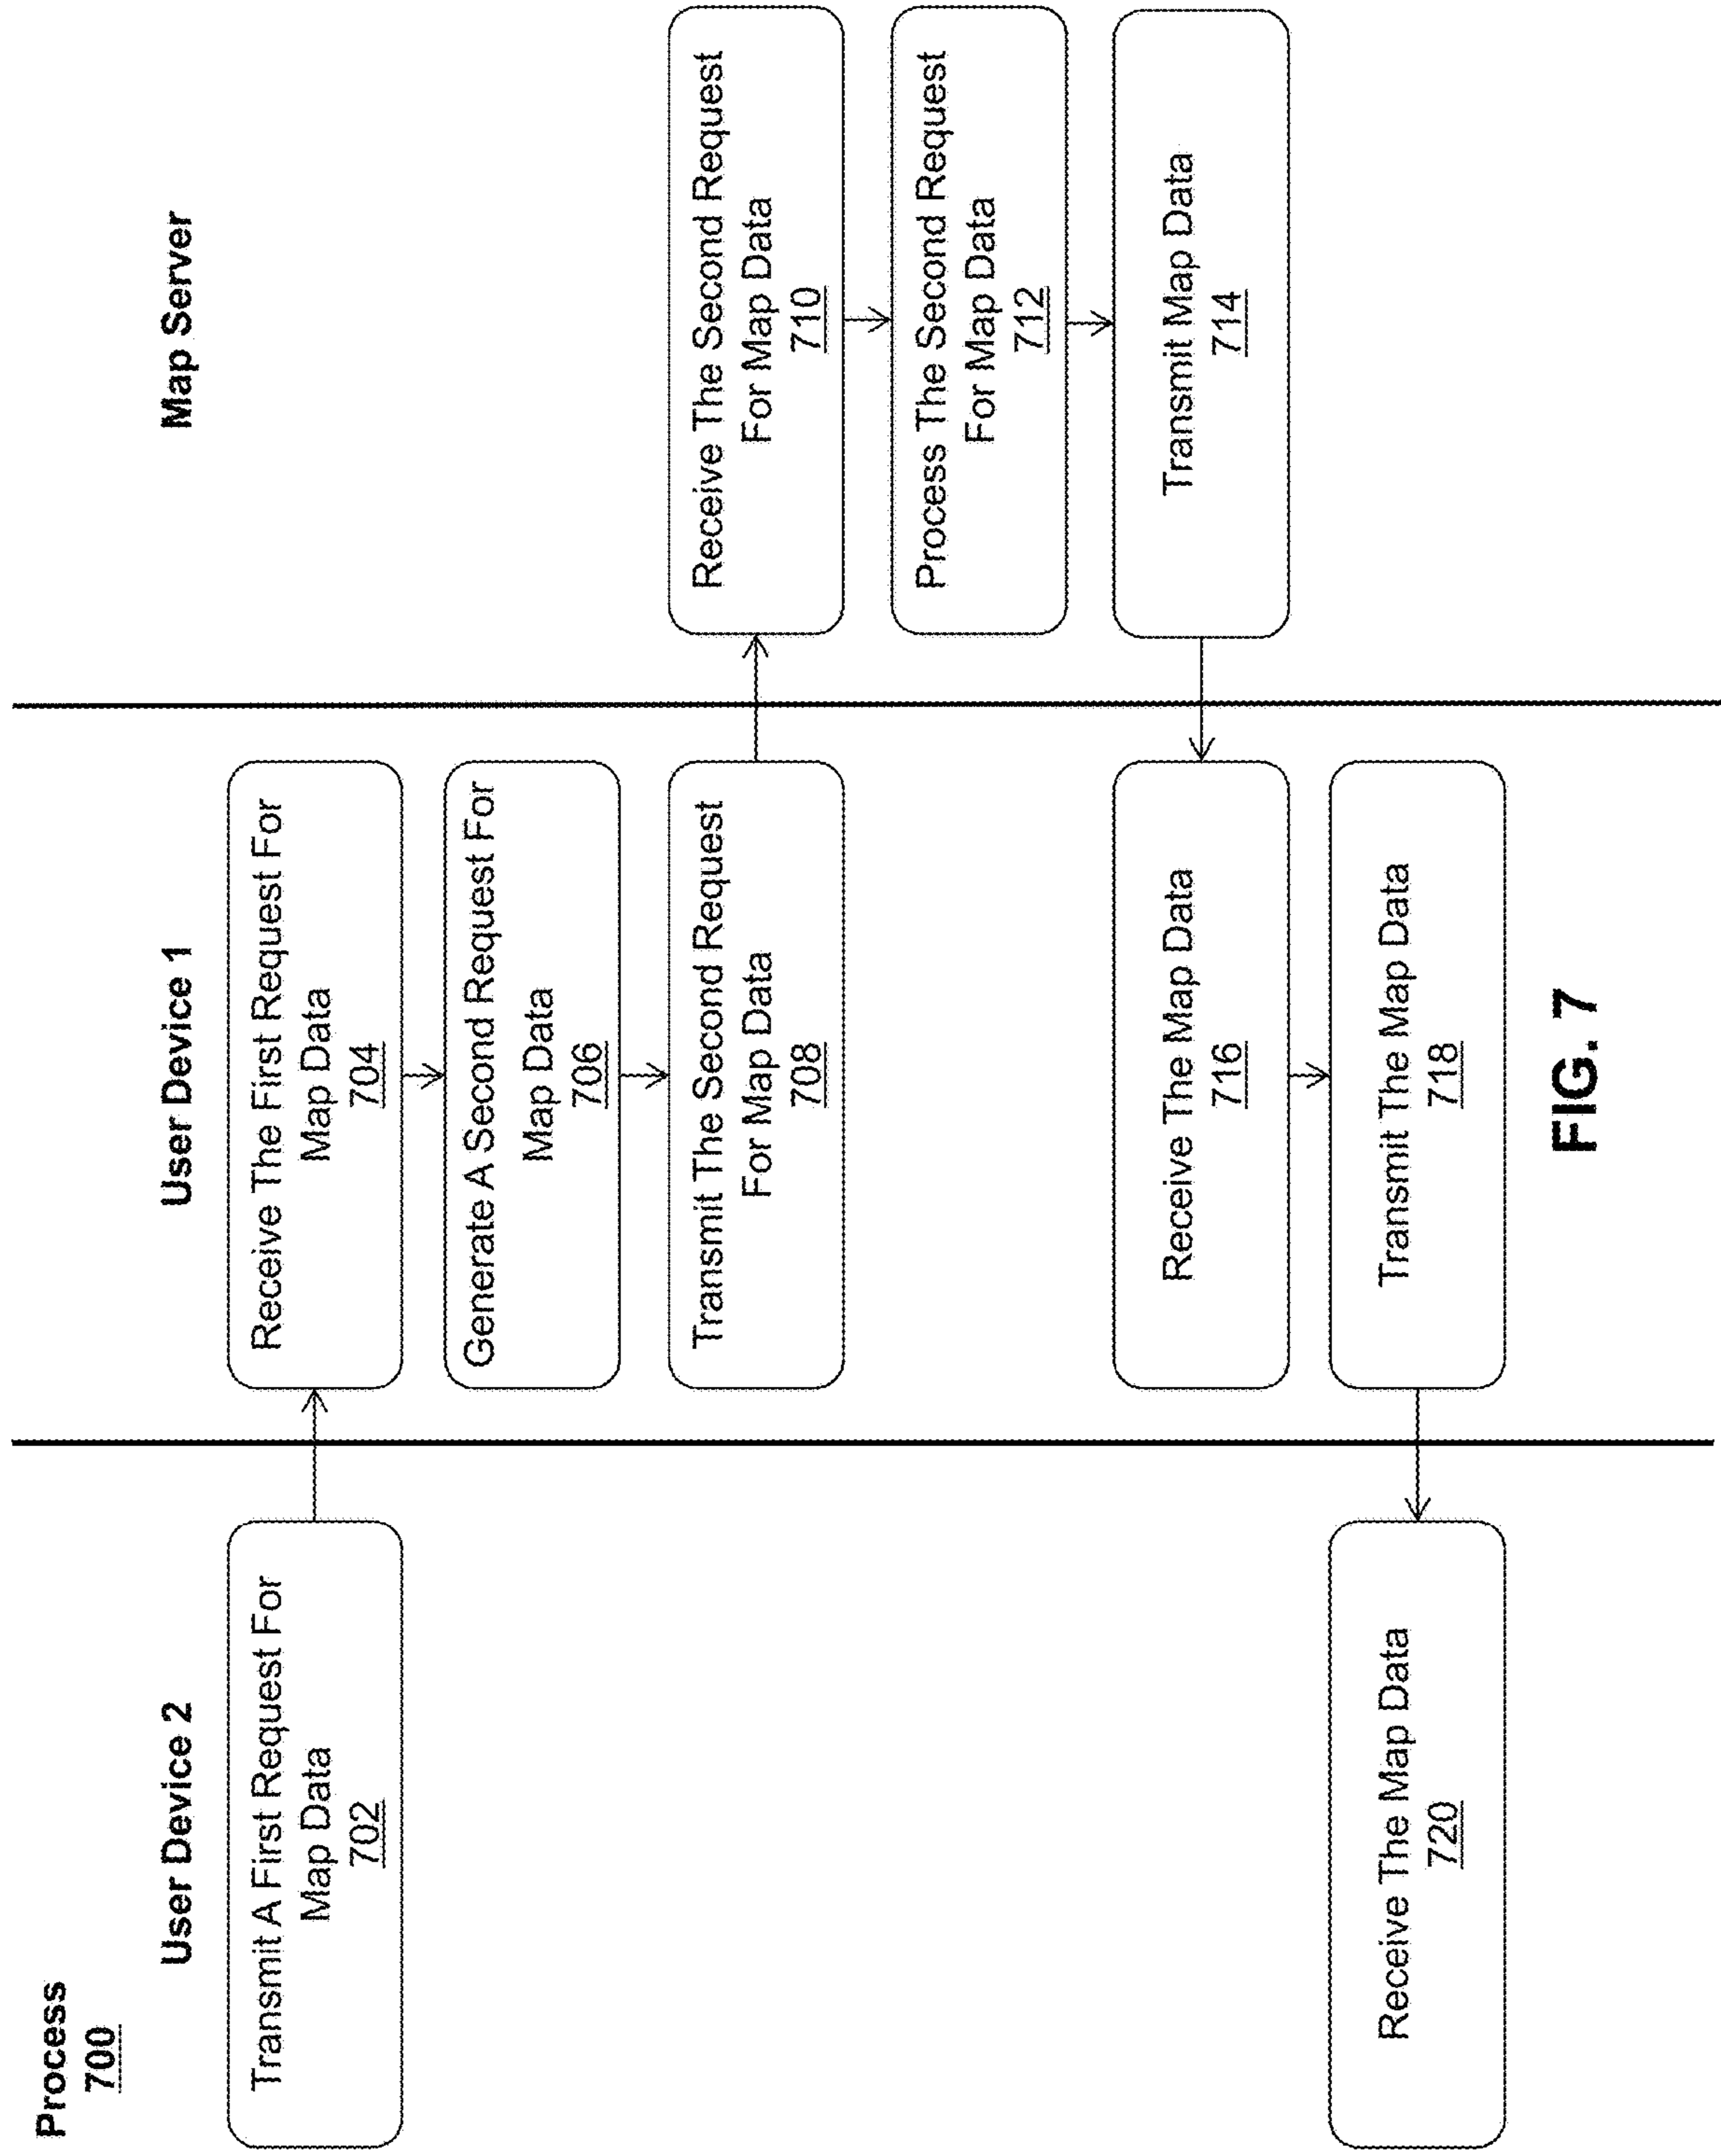 Process
700
User Device 2
User Device 1
Map Server
Transmit A First Request For
Map Data
702
Receive The First Request For
Map Data
704
Generate A Second Request For
Map Data
706
Transmit The Second Request
For Map Data
708
Receive The Second Request
For Map Data
710
Process The Second Request
For Map Data
712
Transmit Map Data
714
Receive The Map Data
716
Transmit The Map Data
718
Receive The Map Data
720
FIG. 7